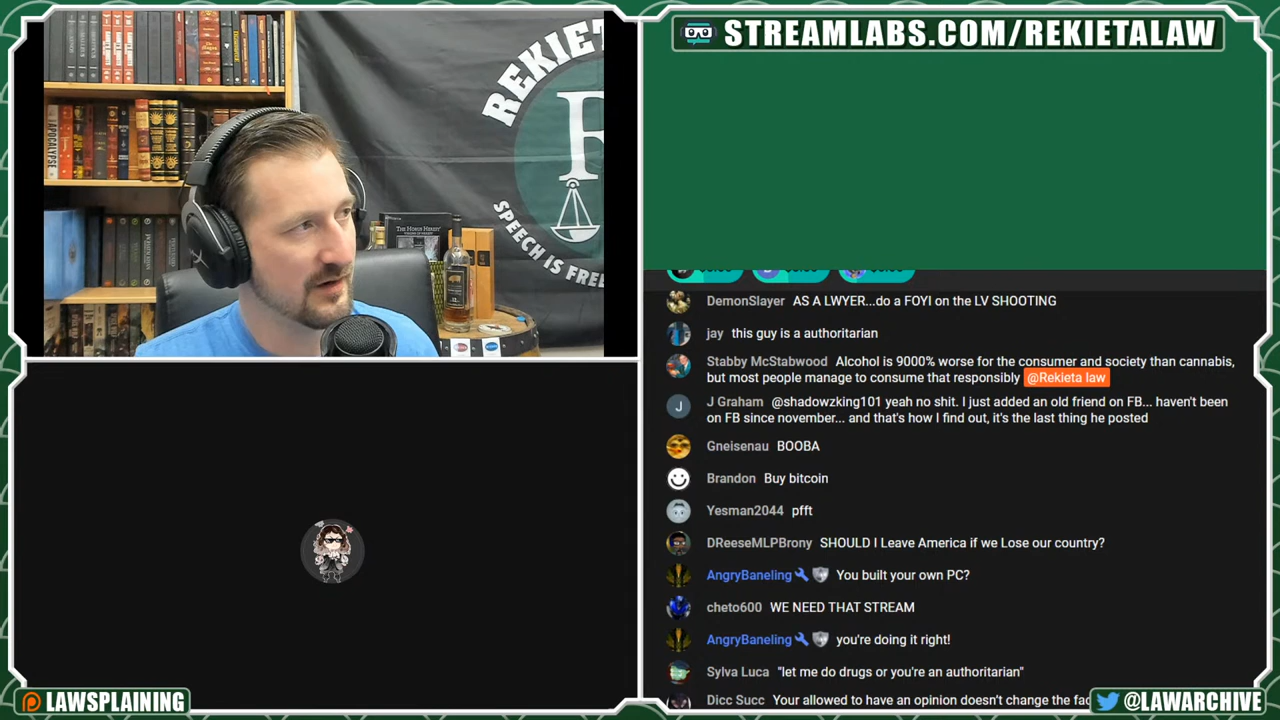 STREAMLABS.COM/REKIETALAW
REKIET
SPEECH IS FREE
APOCALYPSE
THE HORUS HERESY
DemonSlayer AS A LWYER...do a FOYI on the LV SHOOTING
jay this guy is a authoritarian
Stabby McStabwood Alcohol is 9000% worse for the consumer and society than cannabis,
but most people manage to consume that responsibly @Rekieta law
J Graham @shadowzking101 yeah no shit. I just added an old friend on FB... haven't been
on FB since november... and that's how I find out, it's the last thing he posted
Gneisenau BOOBA
Brandon Buy bitcoin
Yesman2044 pfft
DReeseMLPBrony SHOULD I Leave America if we Lose our country?
AngryBaneling You built your own PC?
cheto600 WE NEED THAT STREAM
AngryBaneling you're doing it right!
Sylva Luca "let me do drugs or you're an authoritarian"
Dicc Succ Your allowed to have an opinion doesn't change the fac
LAWSPLAINING
@LAWARCHIVE